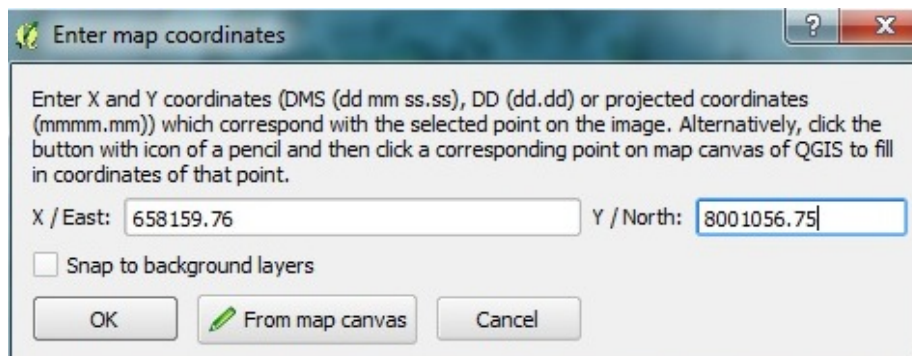 Enter map coordinates
?
X
Enter X and Y coordinates (DMS (dd mm ss.ss), DD (dd.dd) or projected coordinates
(mmmm.mm)) which correspond with the selected point on the image. Alternatively, click the
button with icon of a pencil and then click a corresponding point on map canvas of QGIS to fill
in coordinates of that point.
X / East: 658159.76 Y / North: 8001056.75
Snap to background layers
OK From map canvas Cancel